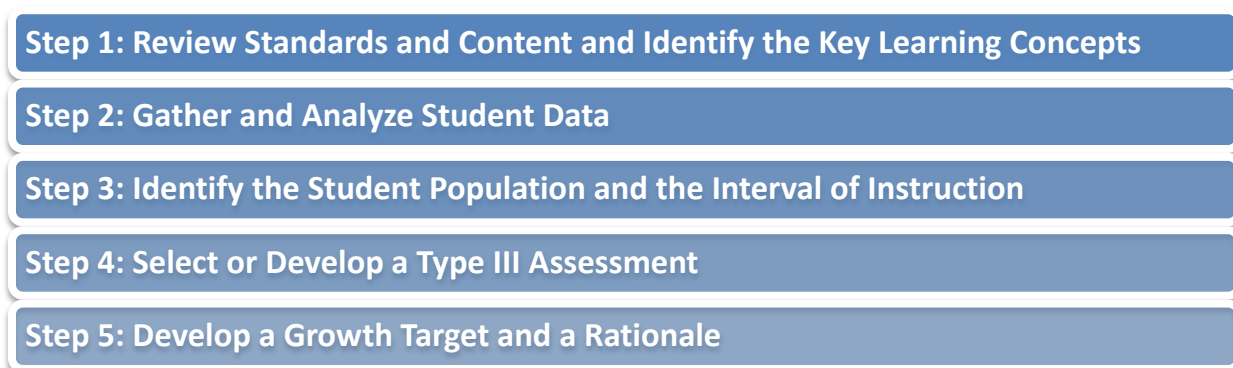 Step 1: Review Standards and Content and Identify the Key Learning Concepts
Step 2: Gather and Analyze Student Data
Step 3: Identify the Student Population and the Interval of Instruction
Step 4: Select or Develop a Type III Assessment
Step 5: Develop a Growth Target and a Rationale